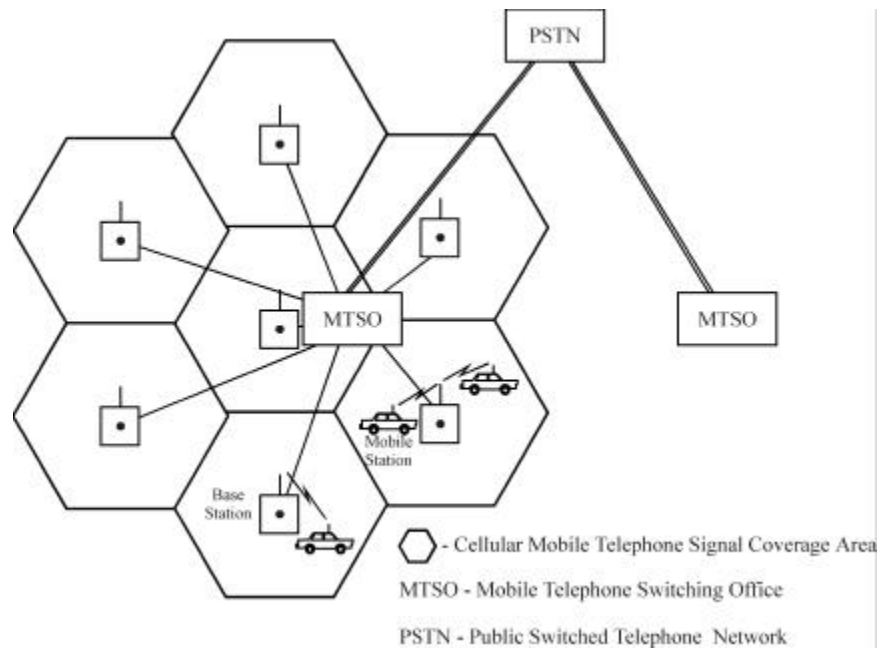 PSTN
MTSO
MTSO
Mobile
Station
Base
Station
- Cellular Mobile Telephone Signal Coverage Area
MTSO - Mobile Telephone Switching Office
PSTN - Public Switched Telephone Network